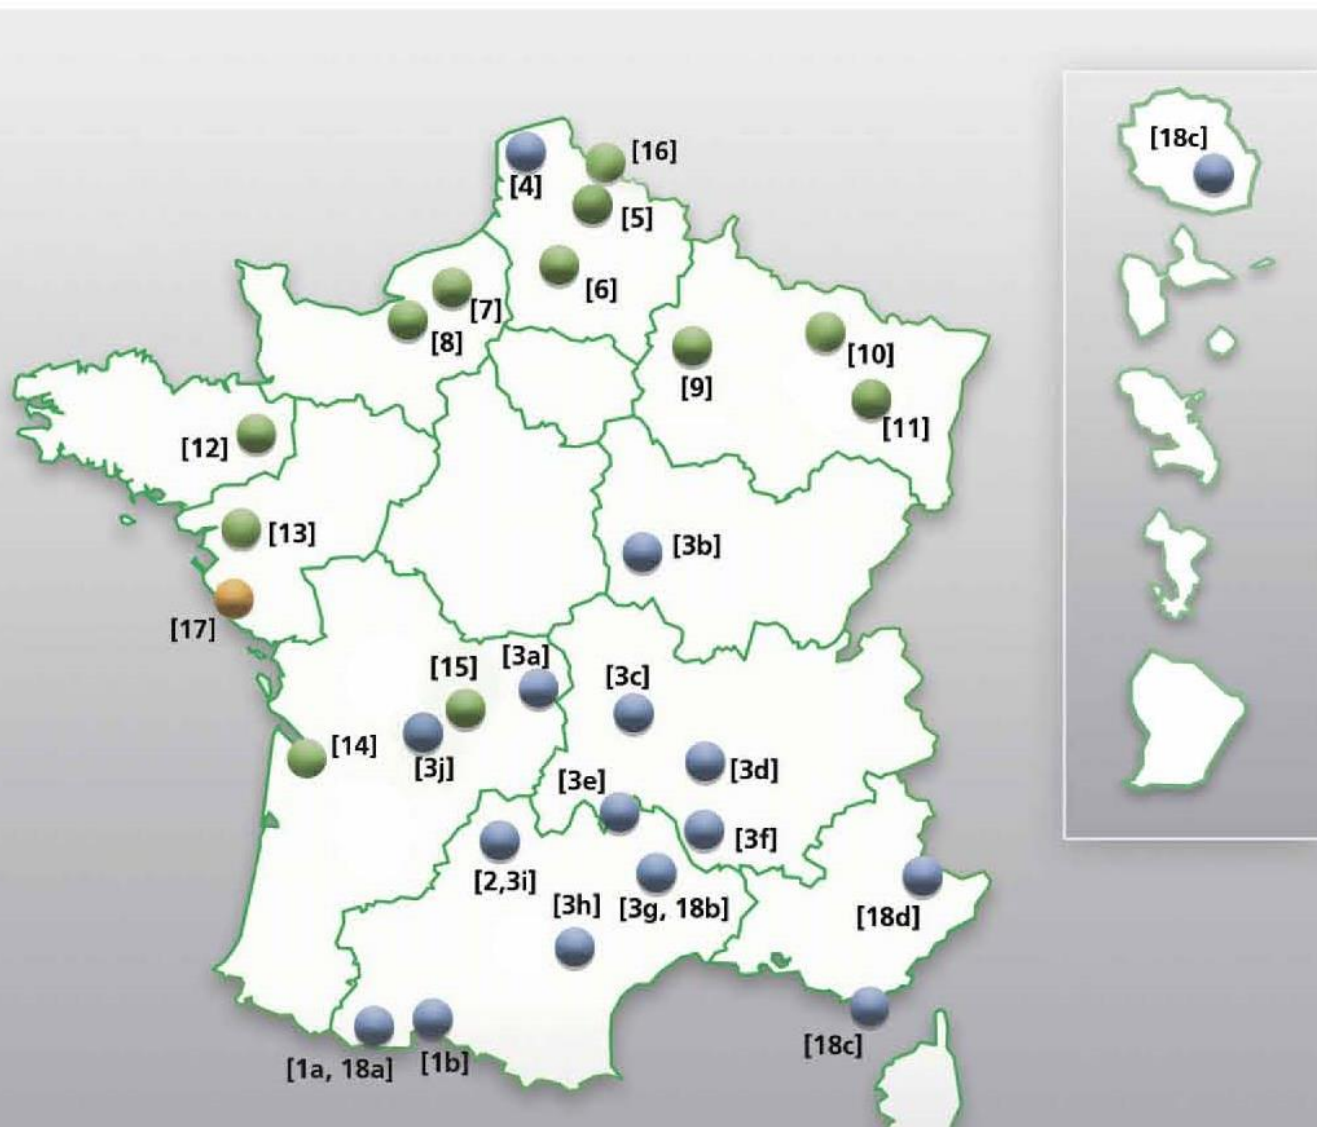 [18c]
[16]
[4]
[5]
[6]
[7]
[8]
[10]
[9]
[11]
[12]
[13]
[3b]
[17]
[15]
[3a]
[3c]
[14]
[3j]
[3d]
[3e]
[3f]
[2,3i]
[3h]
[3g, 18b]
[18d]
[18c]
[1b]
[1a, 18a]